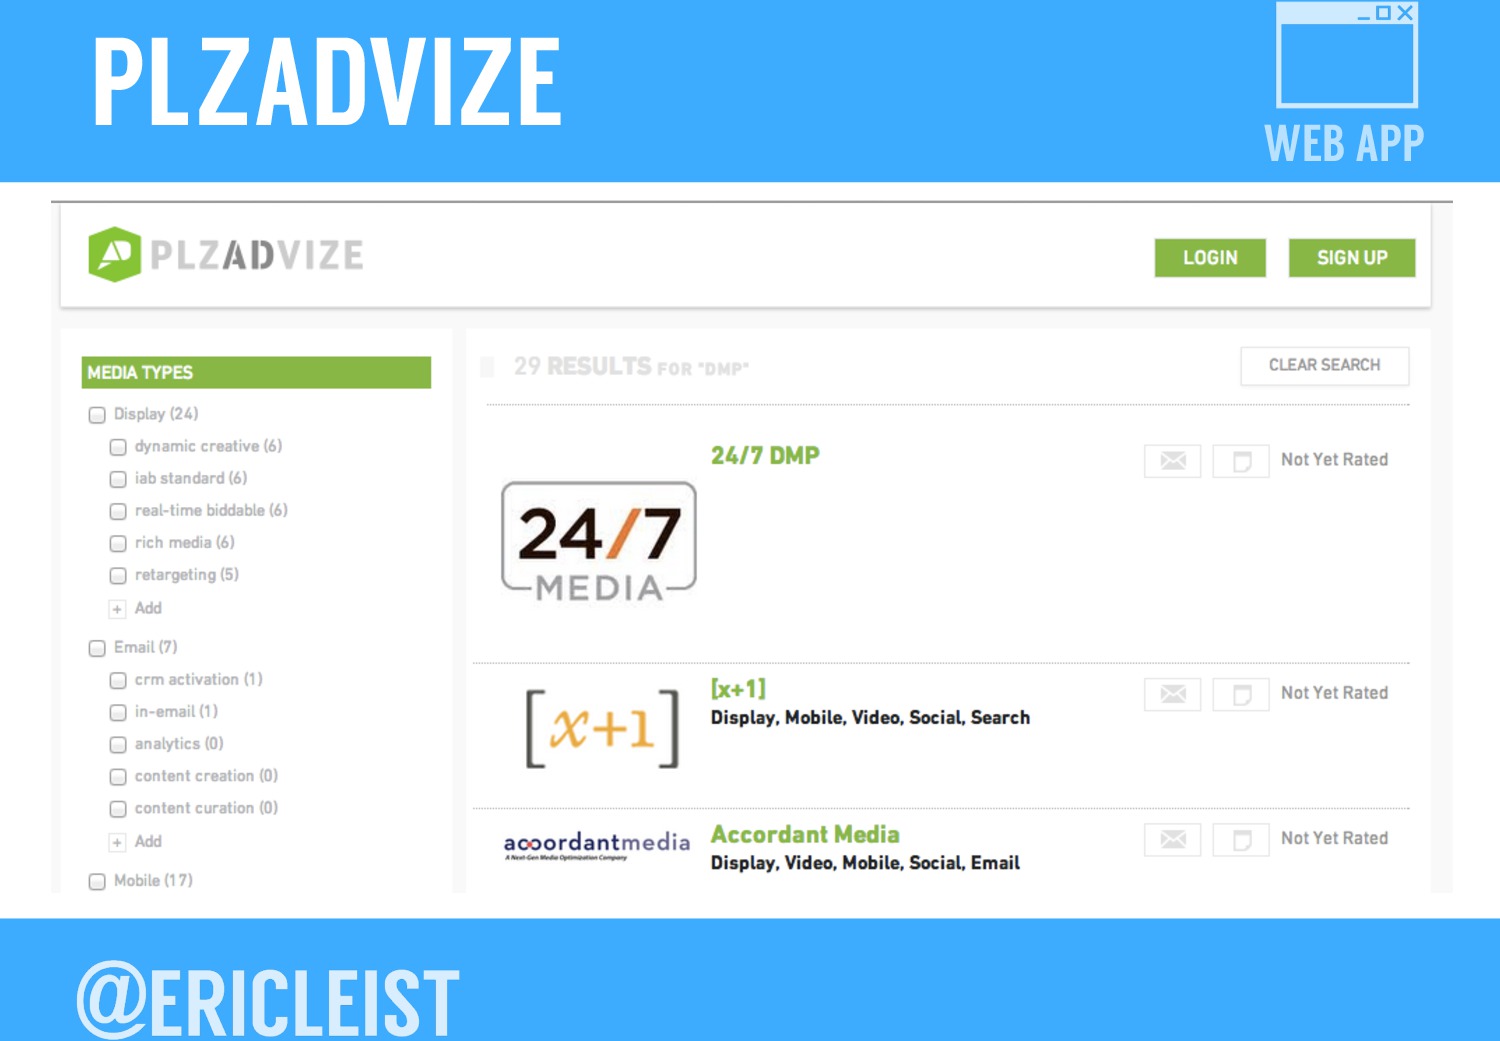 PLZADVIZE
WEB APP
PLZADVIZE
LOGIN
SIGN UP
MEDIA TYPES
Display (24)
dynamic creative (6)
iab standard (6)
real-time biddable (6)
rich media (6)
retargeting (5)
+ Add
Email (7)
crm activation (1)
in-email (1)
analytics (0)
content creation (0)
content curation (0)
+ Add
Mobile (17)
29 RESULTS FOR "DMP"
CLEAR SEARCH
24/7 MEDIA
24/7 DMP
Not Yet Rated
[x+1]
[x+1]
Display, Mobile, Video, Social, Search
Not Yet Rated
accordantmedia
A Next-Gen Media Optimization Company
Accordant Media
Display, Video, Mobile, Social, Email
Not Yet Rated
@ERICLEIST